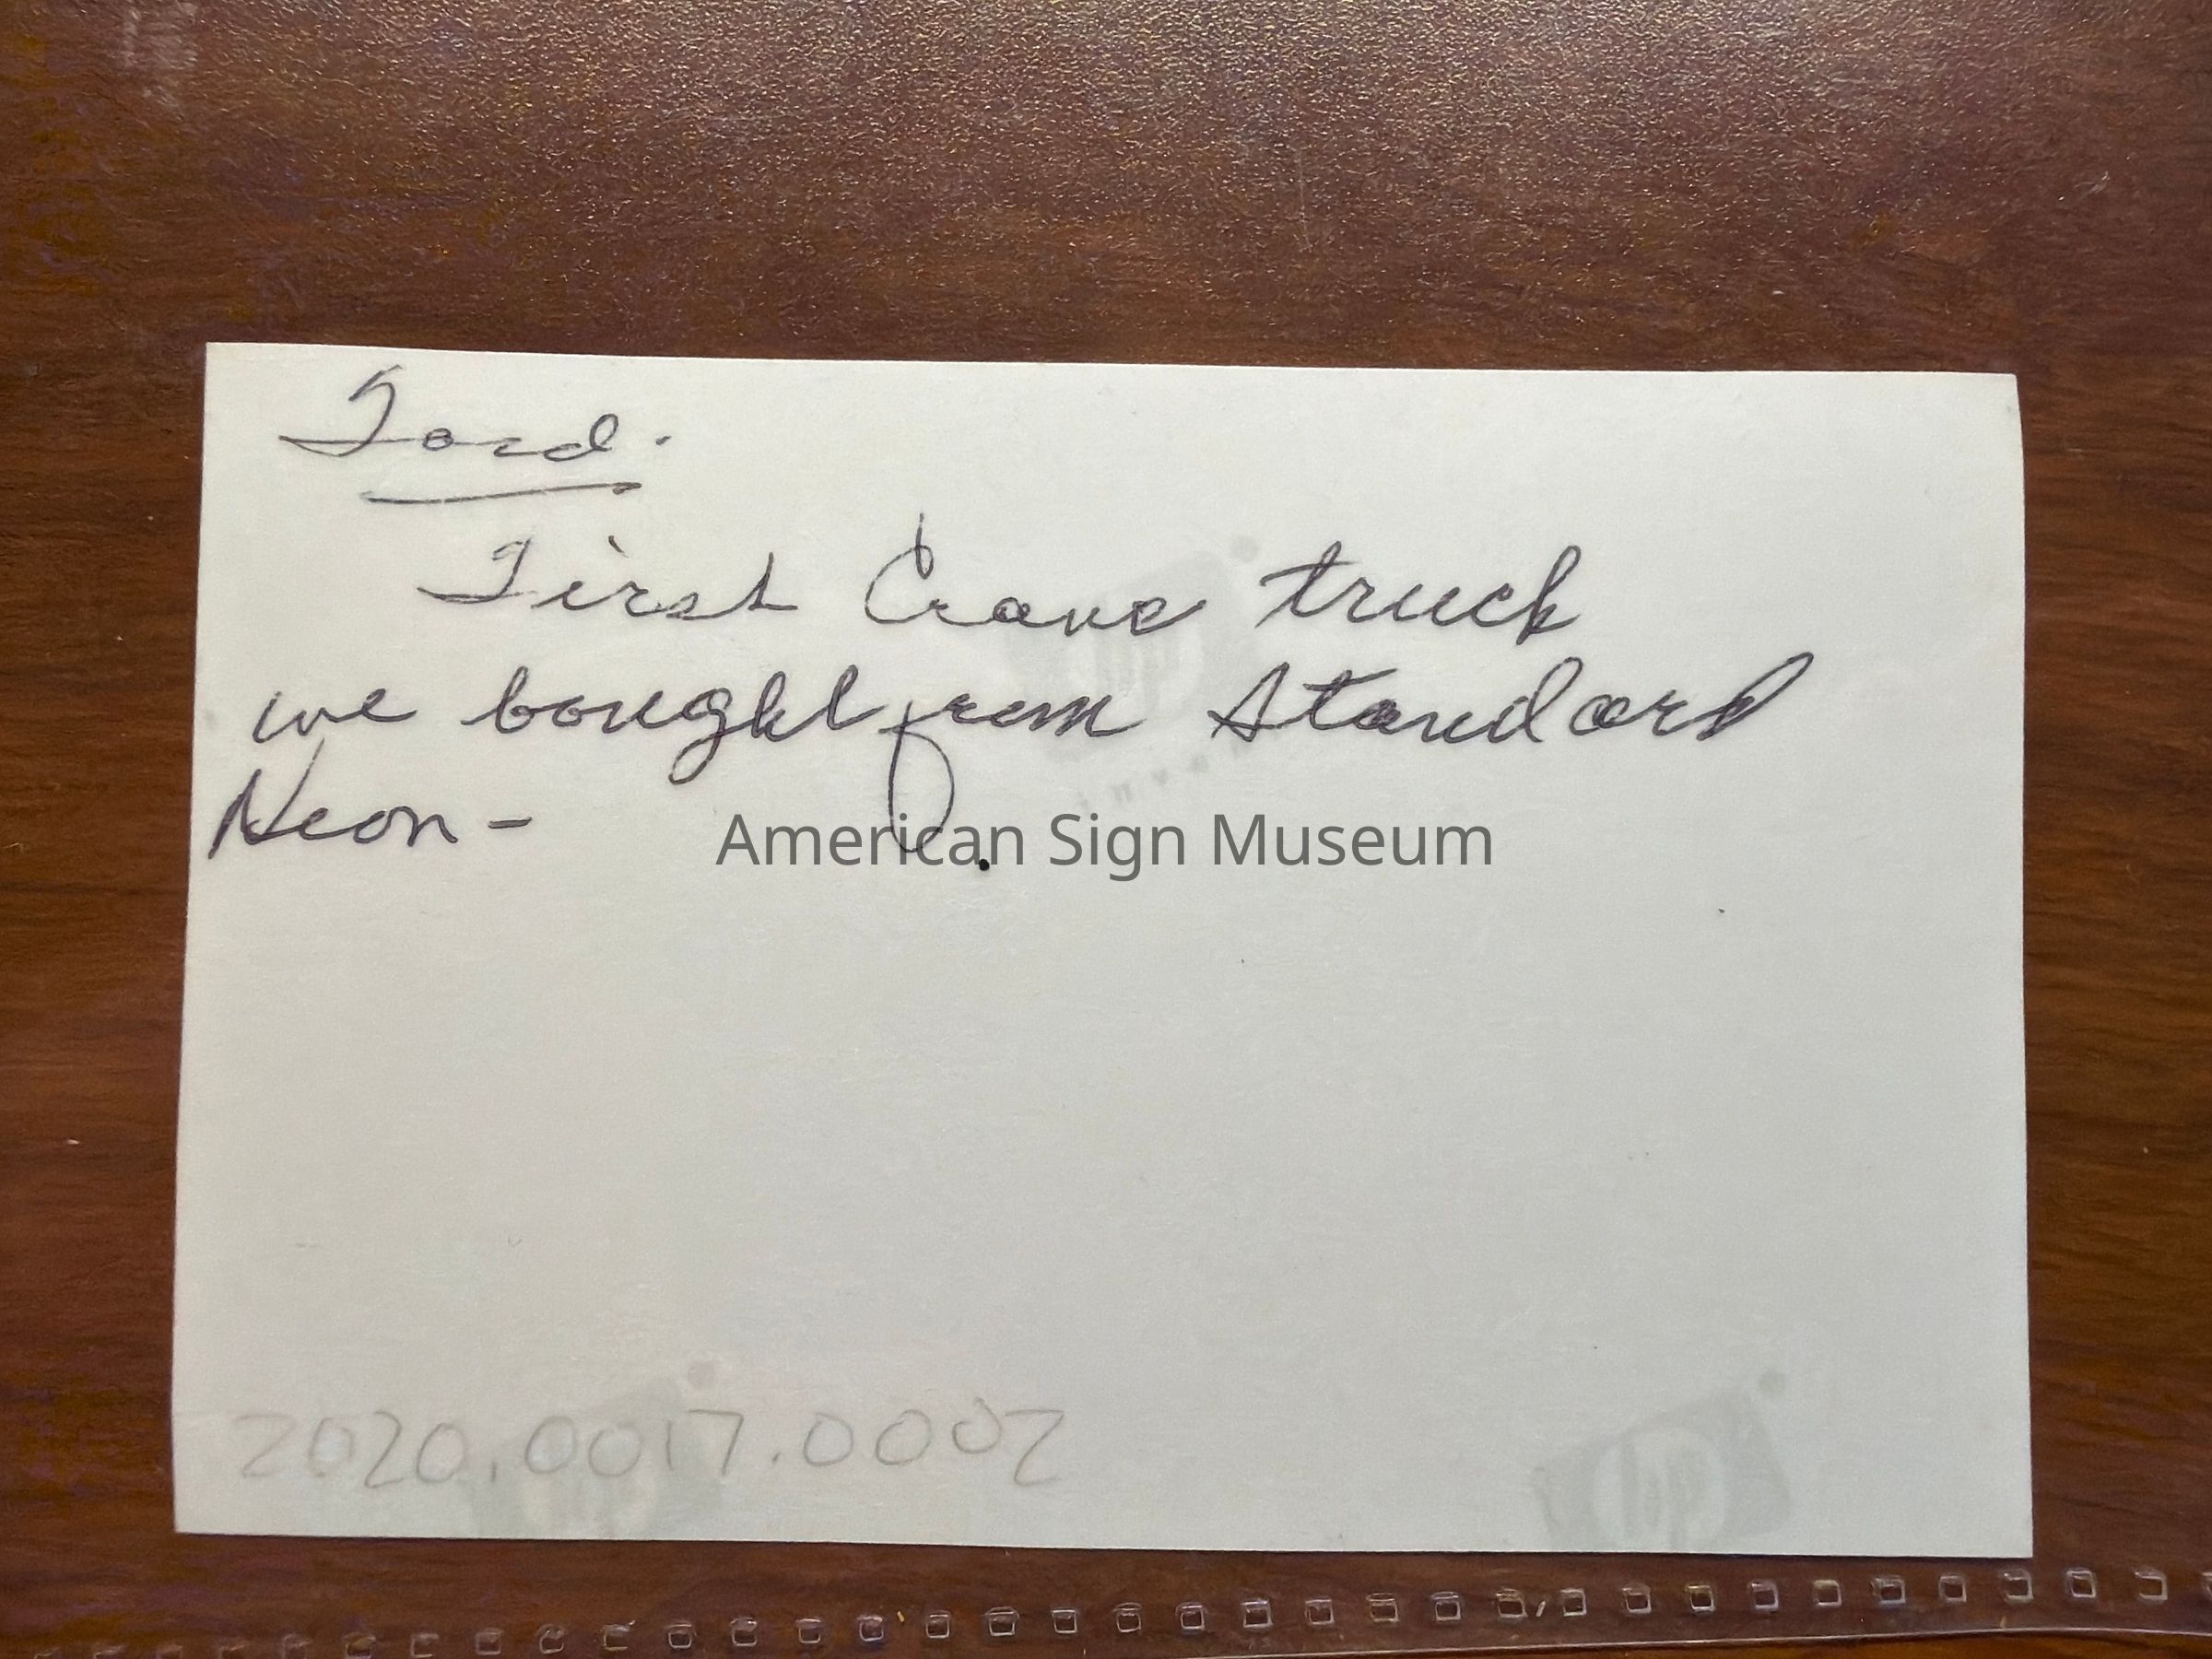 Ford.
First Crane truck
we bought from Standard
Neon -
American Sign Museum
2020.0017.0002